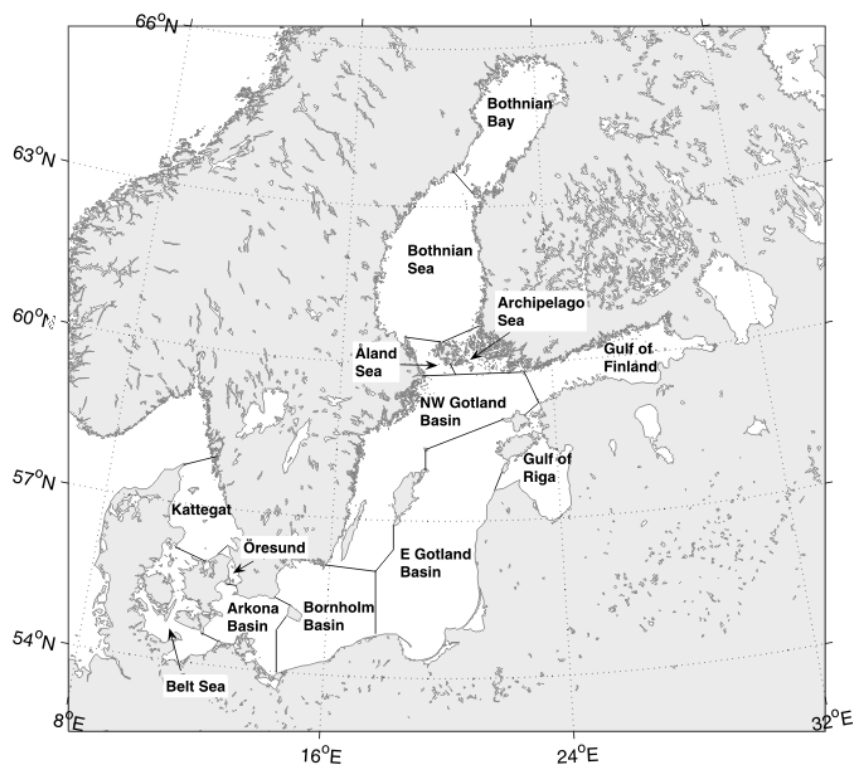 66°N
Bothnian
Bay
63°N
Bothnian
Sea
Archipelago
Sea
60°N
Åland
Sea
Gulf of
Finland
NW Gotland
Basin
Gulf of
Riga
57°N
Kattegat
Öresund
E Gotland
Basin
Arkona
Basin
Bornholm
Basin
54°N
Belt Sea
8°E
16°E
24°E
32°E